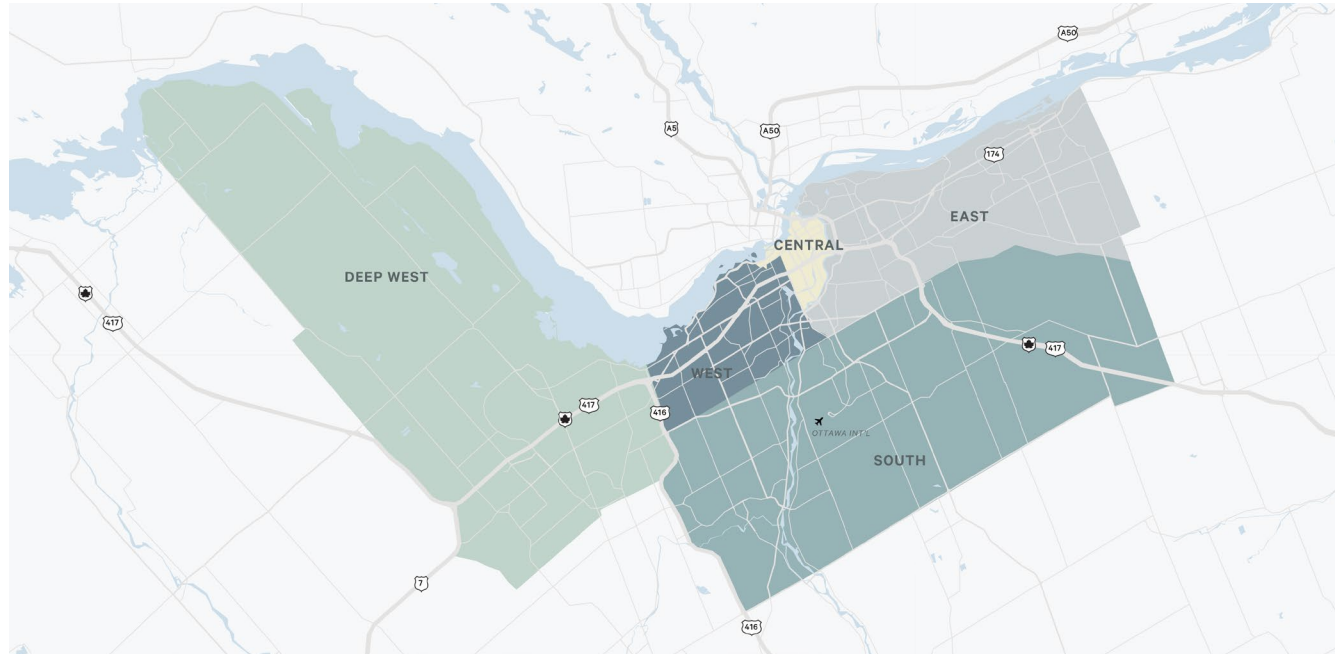 A50
A5
A50
174
EAST
CENTRAL
DEEP WEST
417
417
WEST
417
416
OTTAWA INT'L
SOUTH
7
416